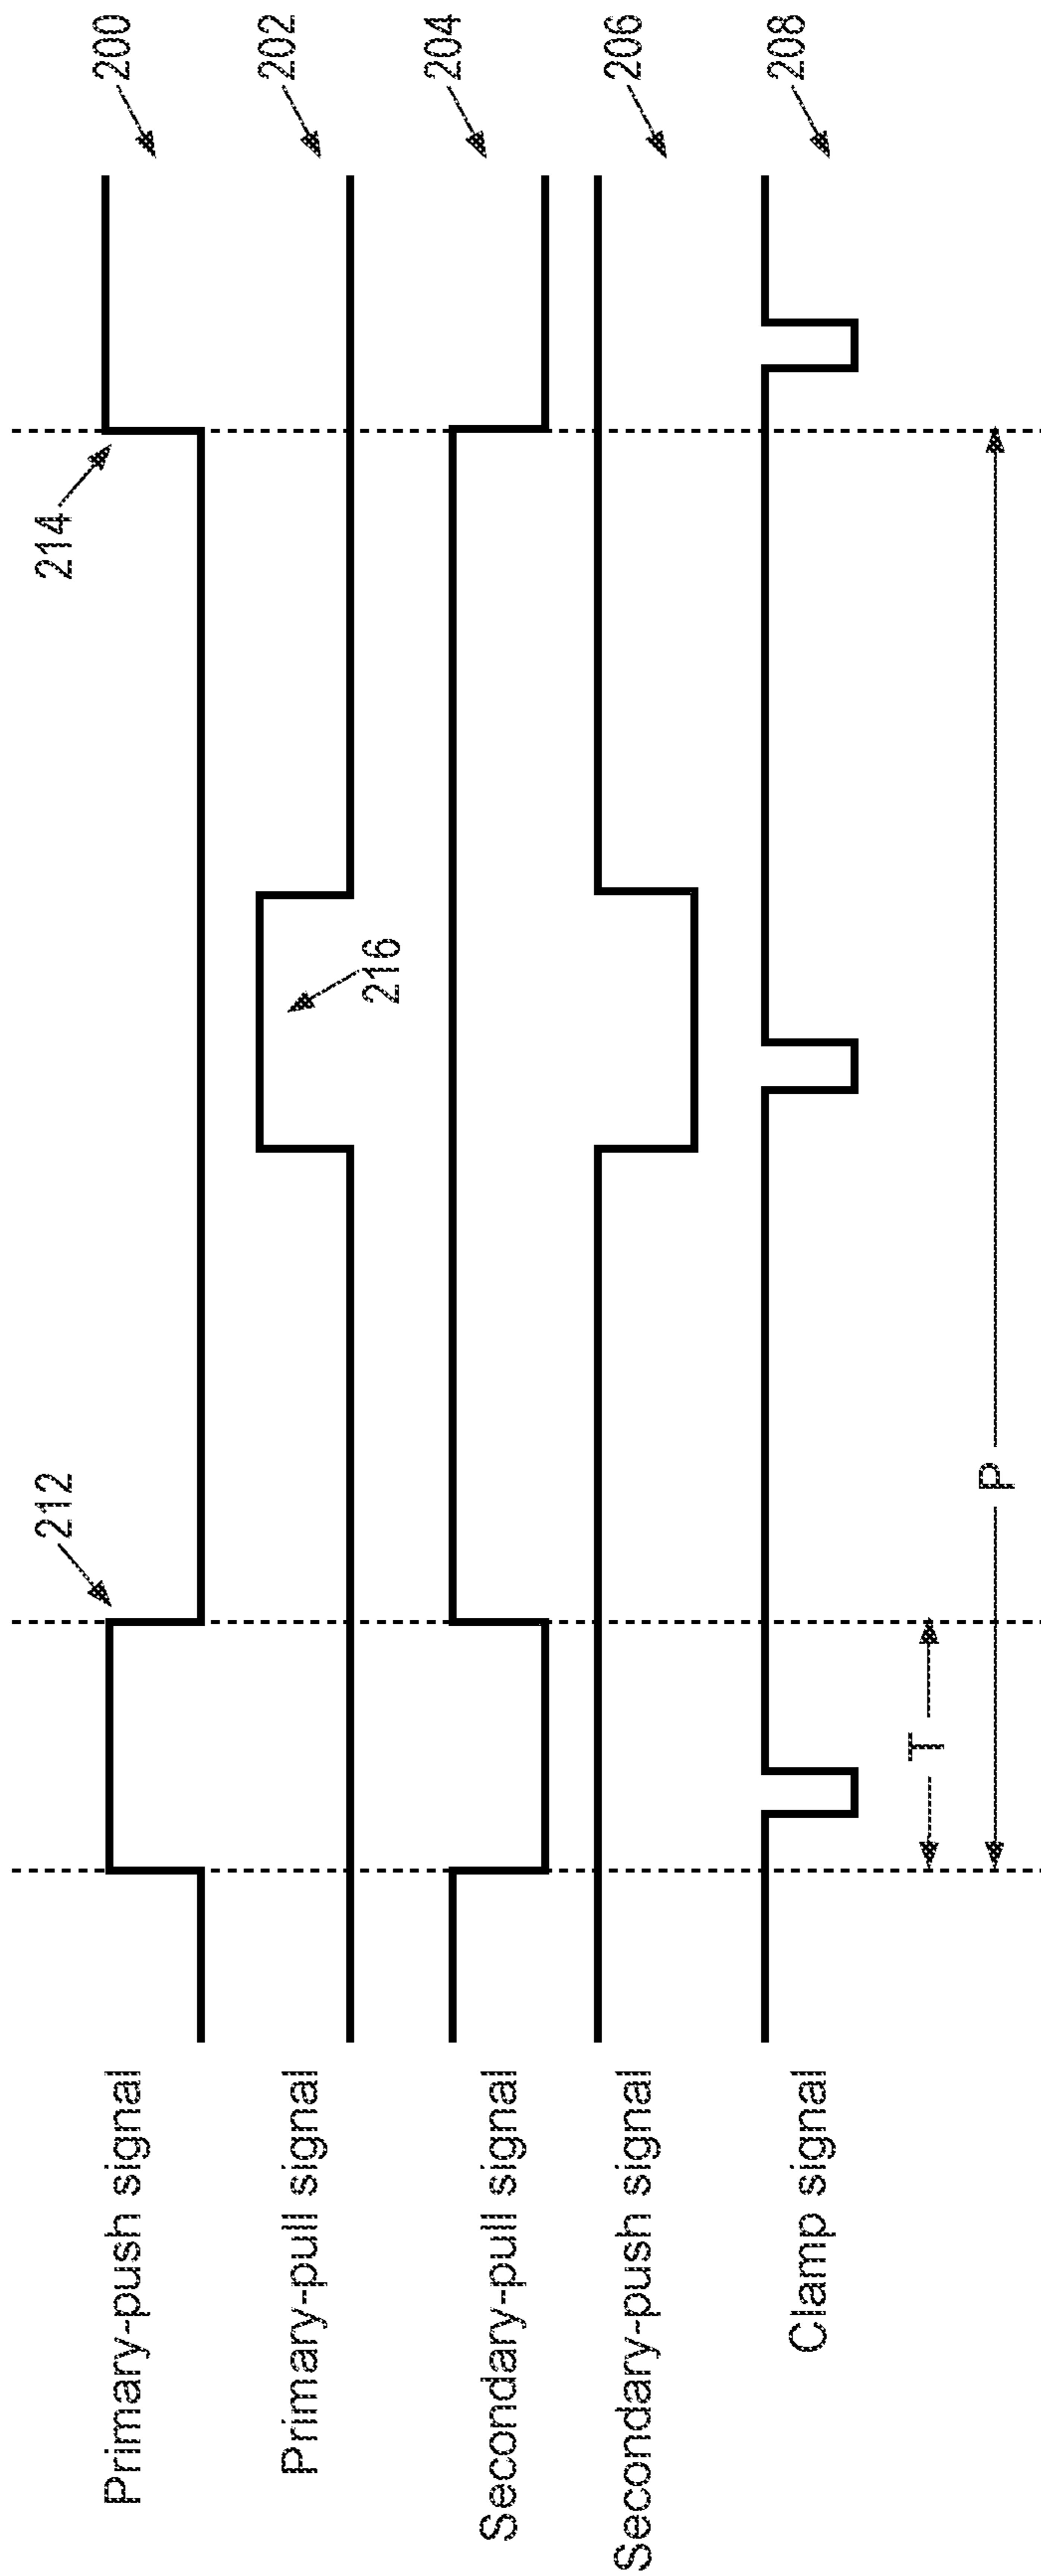 212
214
Primary-push signal
200
Primary-pull signal
216
202
Secondary-pull signal
204
Secondary-push signal
206
Clamp signal
208
T
P